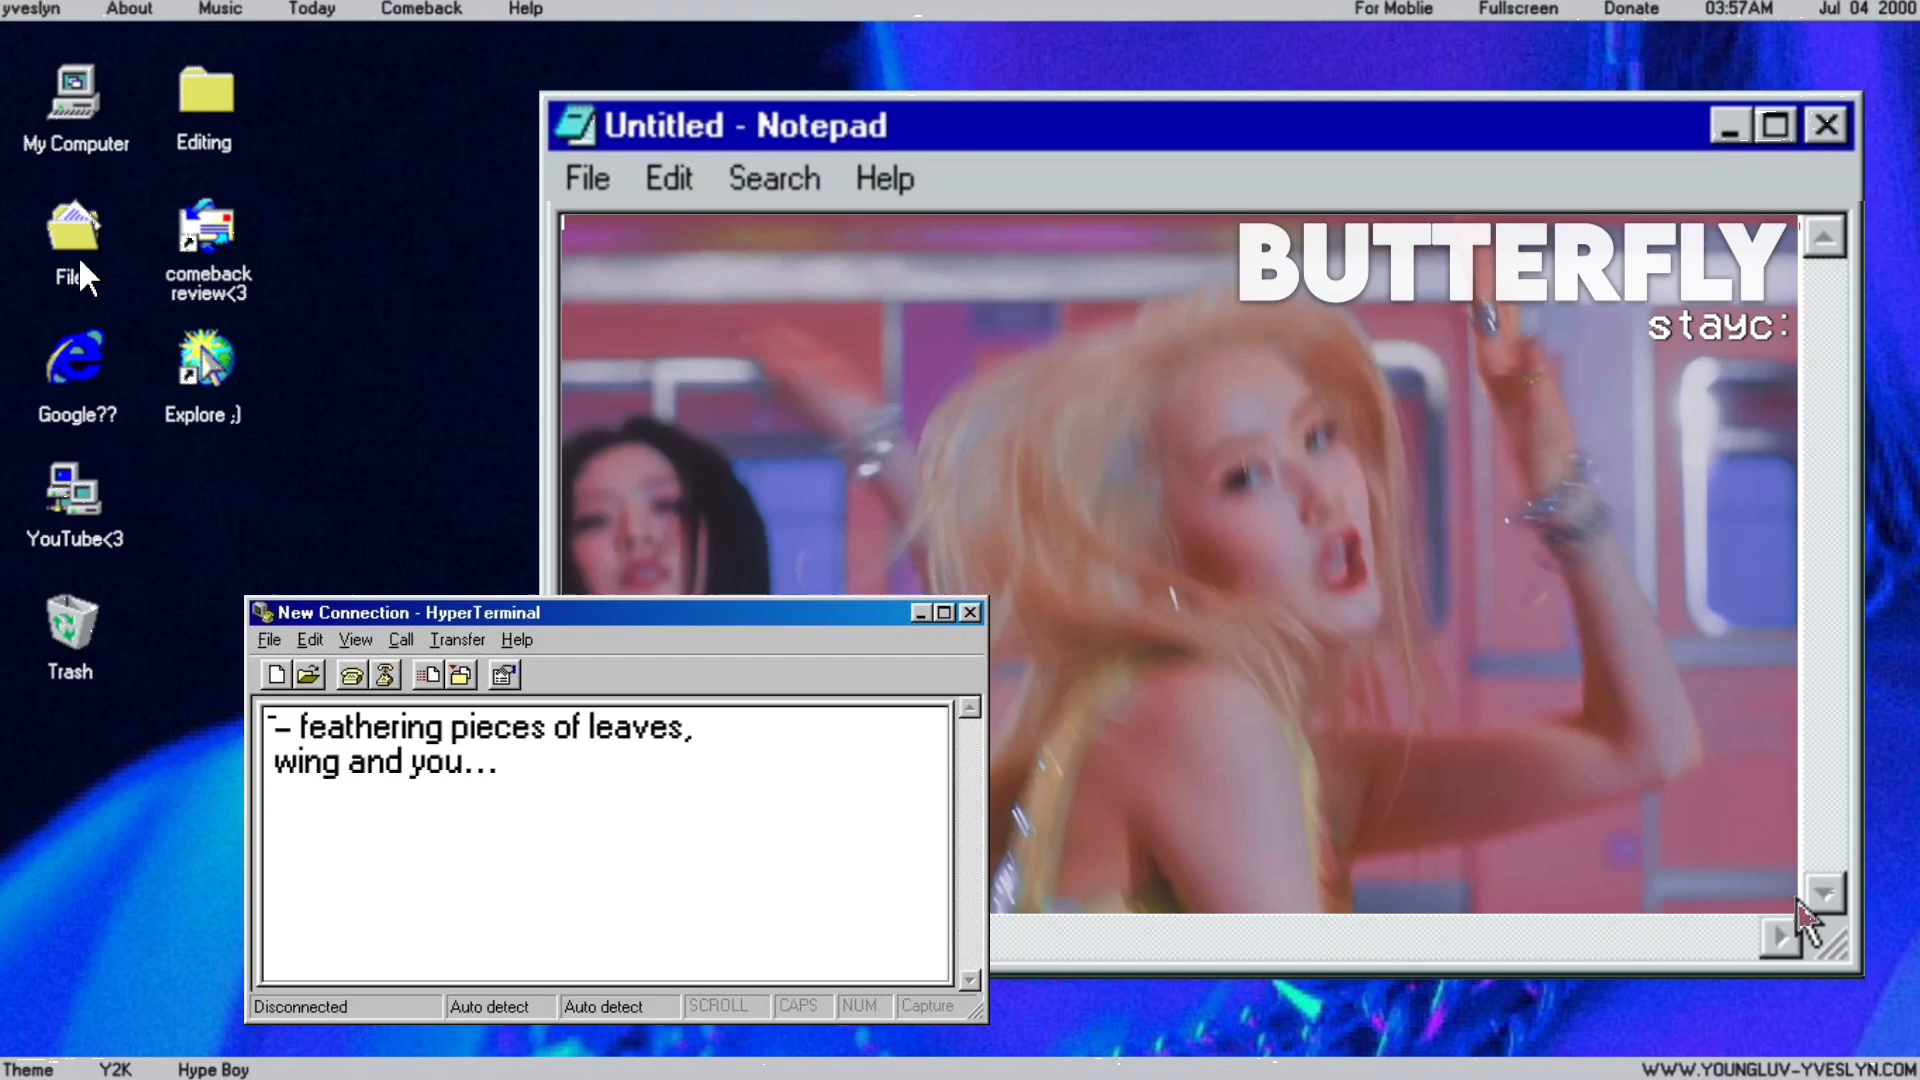 yveslyn About Music Today Comeback Help For Moblie Fullscreen Donate 03:57AM Jul 04 2000
My Computer
Editing
File
comeback
review<3
Google??
Explore ;)
YouTube<3
Trash
Untitled - Notepad
File Edit Search Help
BUTTERFLY
stayc:
New Connection - HyperTerminal
File Edit View Call Transfer Help
– feathering pieces of leaves,
wing and you...
Disconnected Auto detect Auto detect SCROLL CAPS NUM Capture
Theme Y2K Hype Boy WWW.YOUNGLUV-YVESLYN.COM